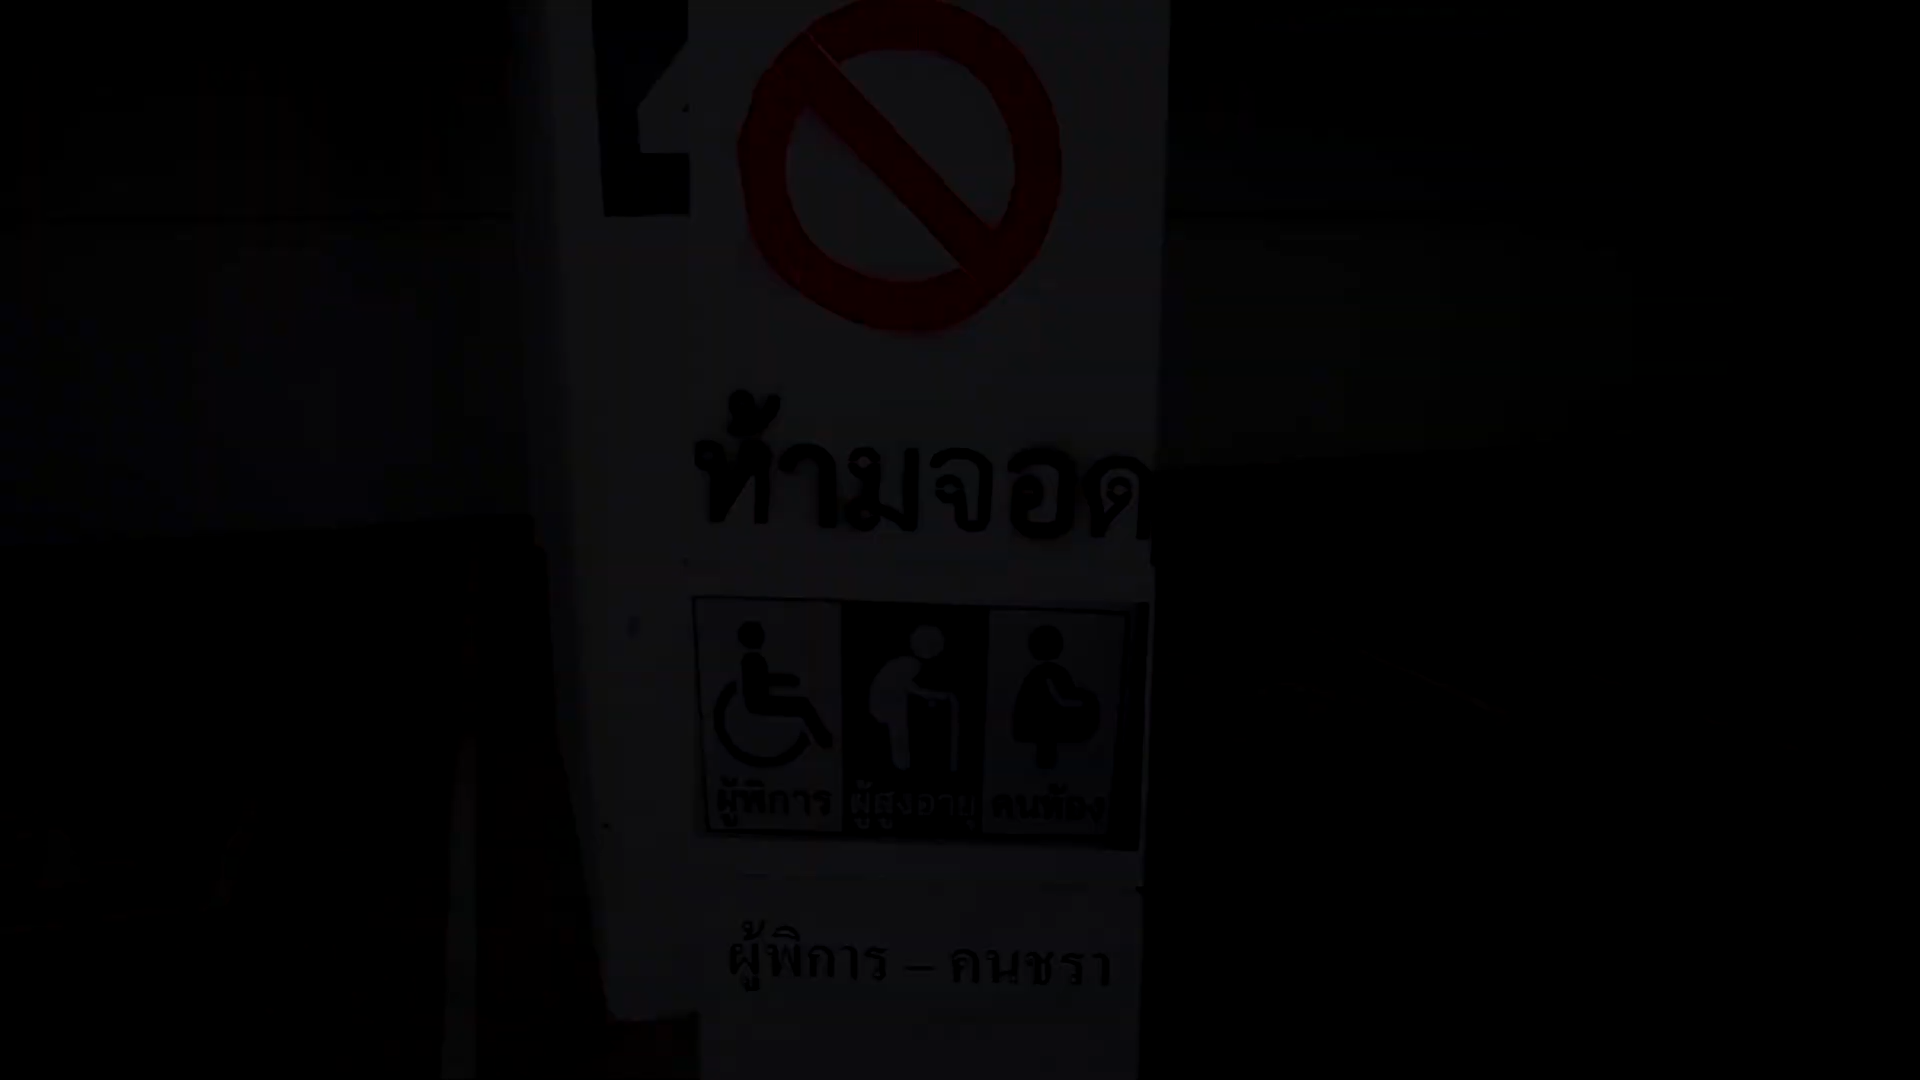 ห้ามจอด
ผู้พิการ ผู้สูงอายุ คนท้อง
ผู้พิการ – คนชรา